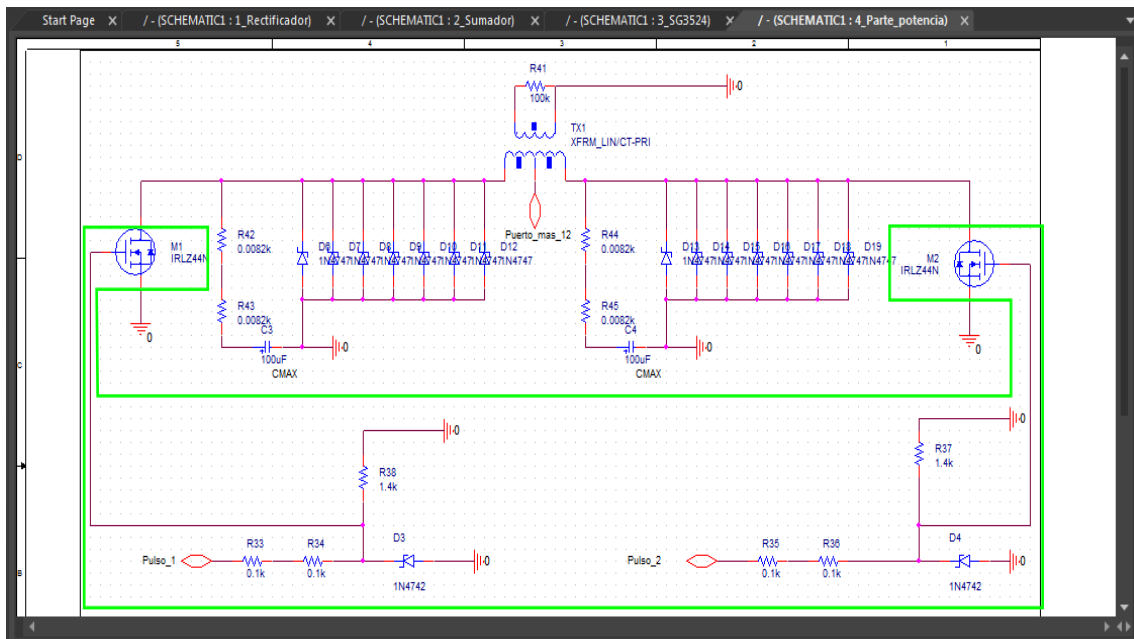 Start Page
/ - (SCHEMATIC1 : 1_Rectificador)
/ - (SCHEMATIC1 : 2_Sumador)
/ - (SCHEMATIC1 : 3_SG3524)
/ - (SCHEMATIC1 : 4_Parte_potencia)
5 4 3 2 1
R41
100k
0
TX1
XFRM_LIN/CT-PRI
Puerto_mas_12
M1
IRLZ44N
0
R42
0.0082k
R43
0.0082k
C3
100uF
CMAX
0
D6 D7 D8 D9 D10 D11 D12
1N4747
R44
0.0082k
R45
0.0082k
C4
100uF
CMAX
0
D13 D14 D15 D16 D17 D18 D19
1N4747
M2
IRLZ44N
0
D
C
B
0
R38
1.4k
0
R37
1.4k
Pulso_1
R33
0.1k
R34
0.1k
D3
1N4742
0
Pulso_2
R35
0.1k
R36
0.1k
D4
1N4742
0